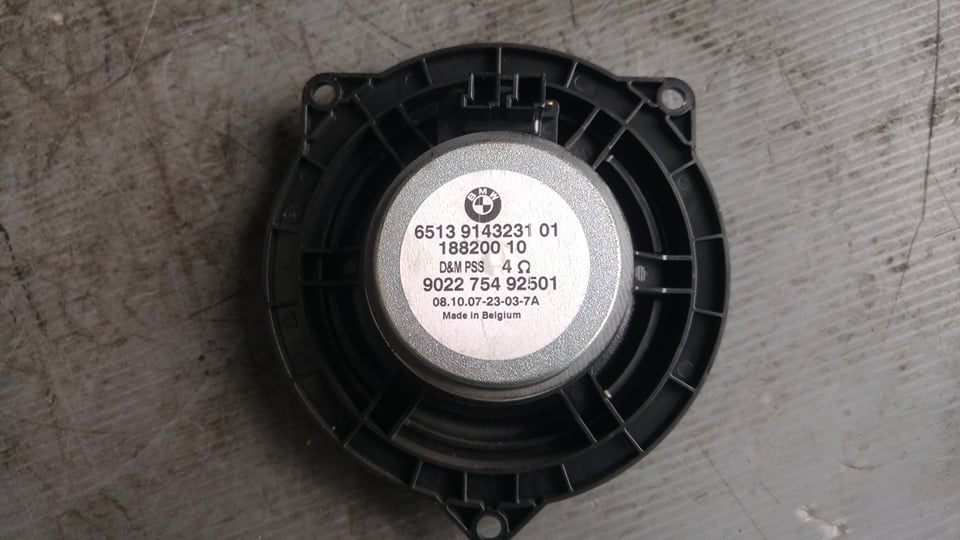 BMW
6513 9143231 01
188200 10
D&M PSS 4 Ω
9022 754 92501
08.10.07-23-03-7A
Made in Belgium